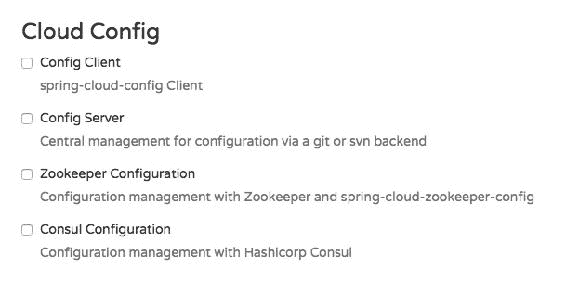 Cloud Config
Config Client
spring-cloud-config Client
Config Server
Central management for configuration via a git or svn backend
Zookeeper Configuration
Configuration management with Zookeeper and spring-cloud-zookeeper-config
Consul Configuration
Configuration management with Hashicorp Consul